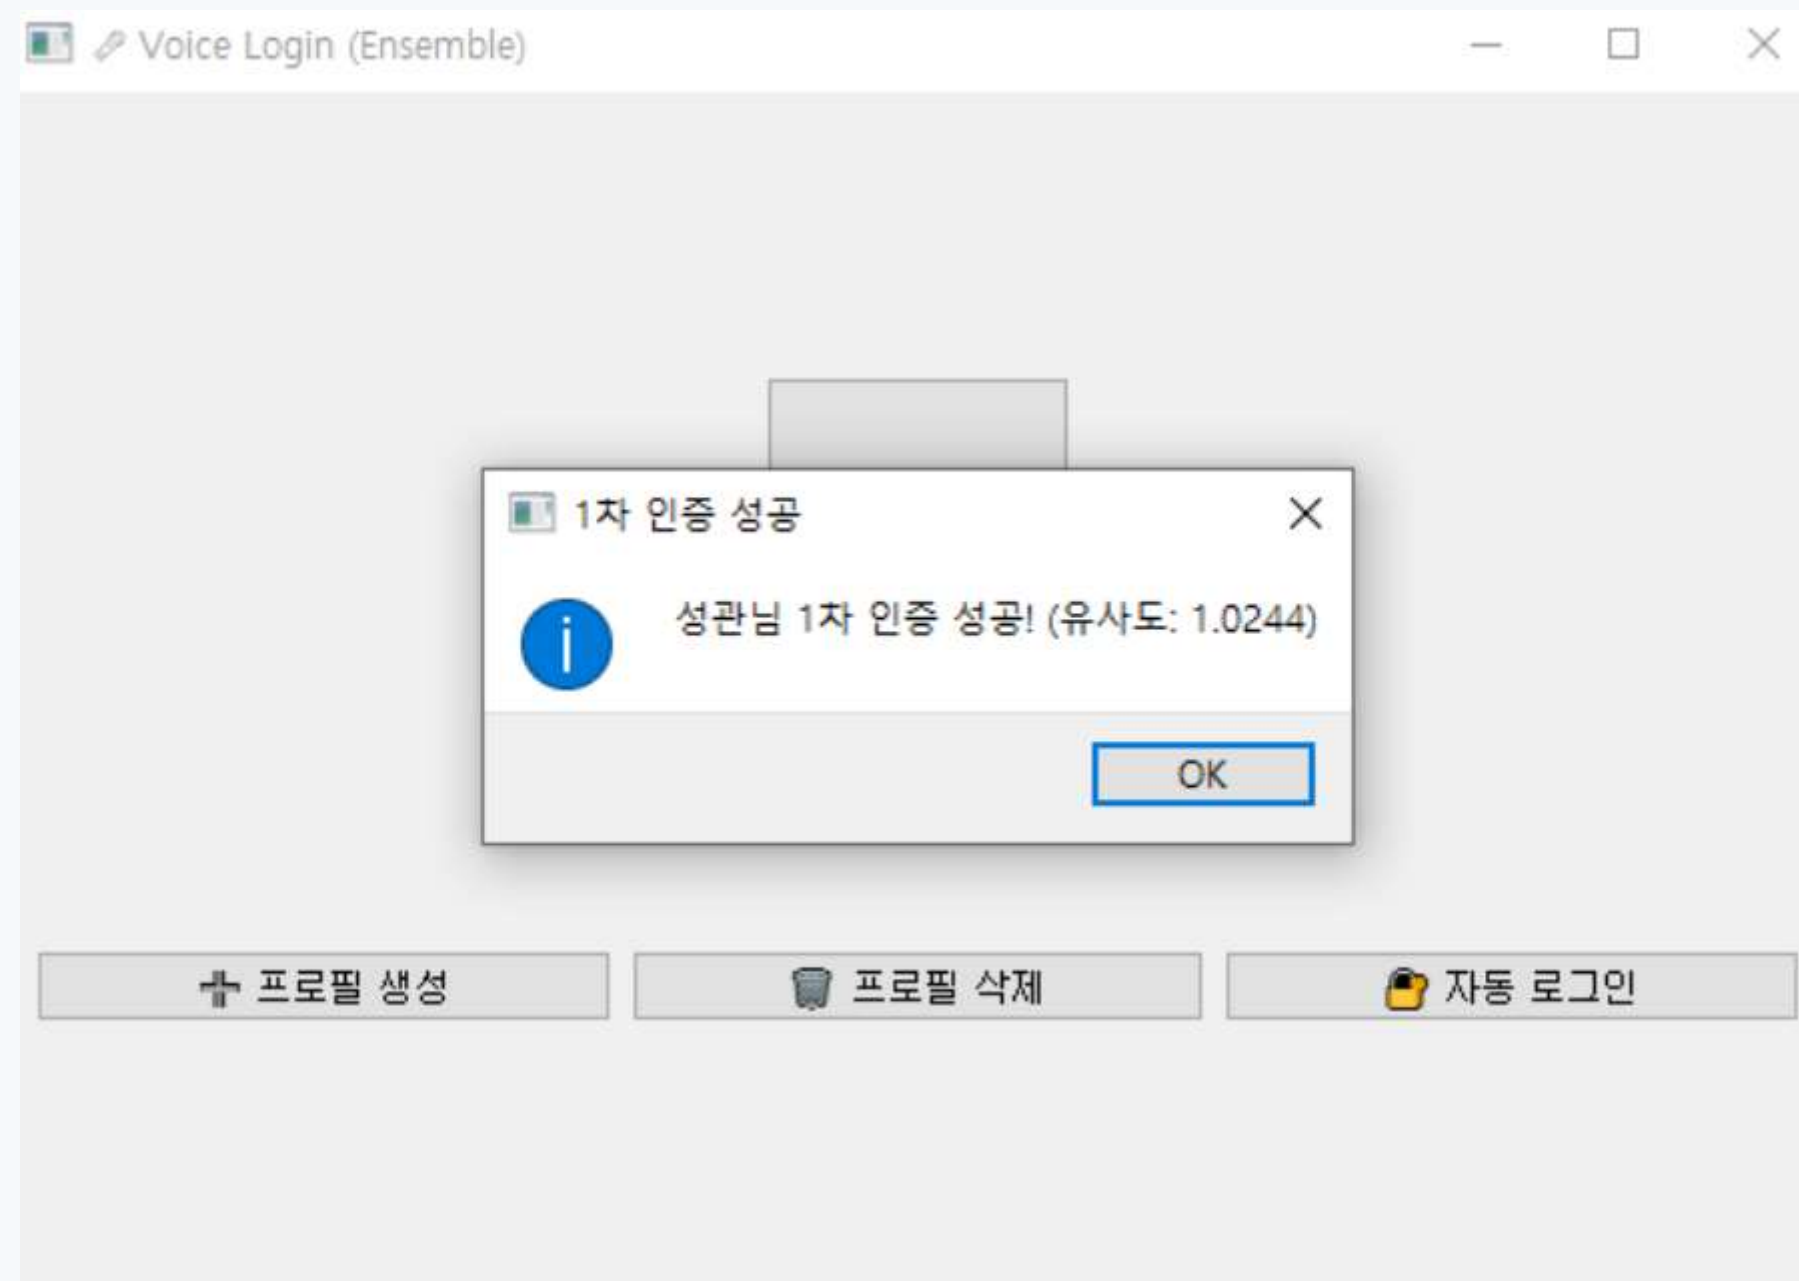 Voice Login (Ensemble)
1차 인증 성공
성관님 1차 인증 성공! (유사도: 1.0244)
OK
프로필 생성
프로필 삭제
자동 로그인